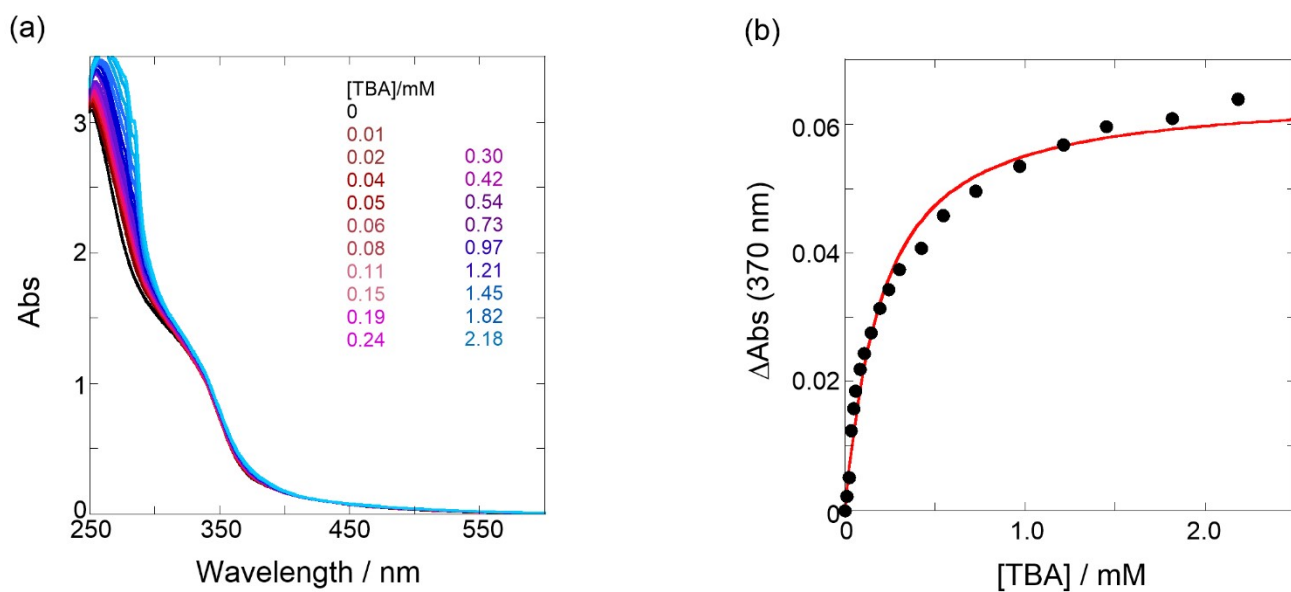 (a)
[TBA]/mM
0
0.01
0.02 0.30
0.04 0.42
0.05 0.54
0.06 0.73
0.08 0.97
0.11 1.21
0.15 1.45
0.19 1.82
0.24 2.18
3
2
1
0
Abs
250 350 450 550
Wavelength / nm
(b)
0.06
0.04
0.02
0
ΔAbs (370 nm)
0 1.0 2.0
[TBA] / mM